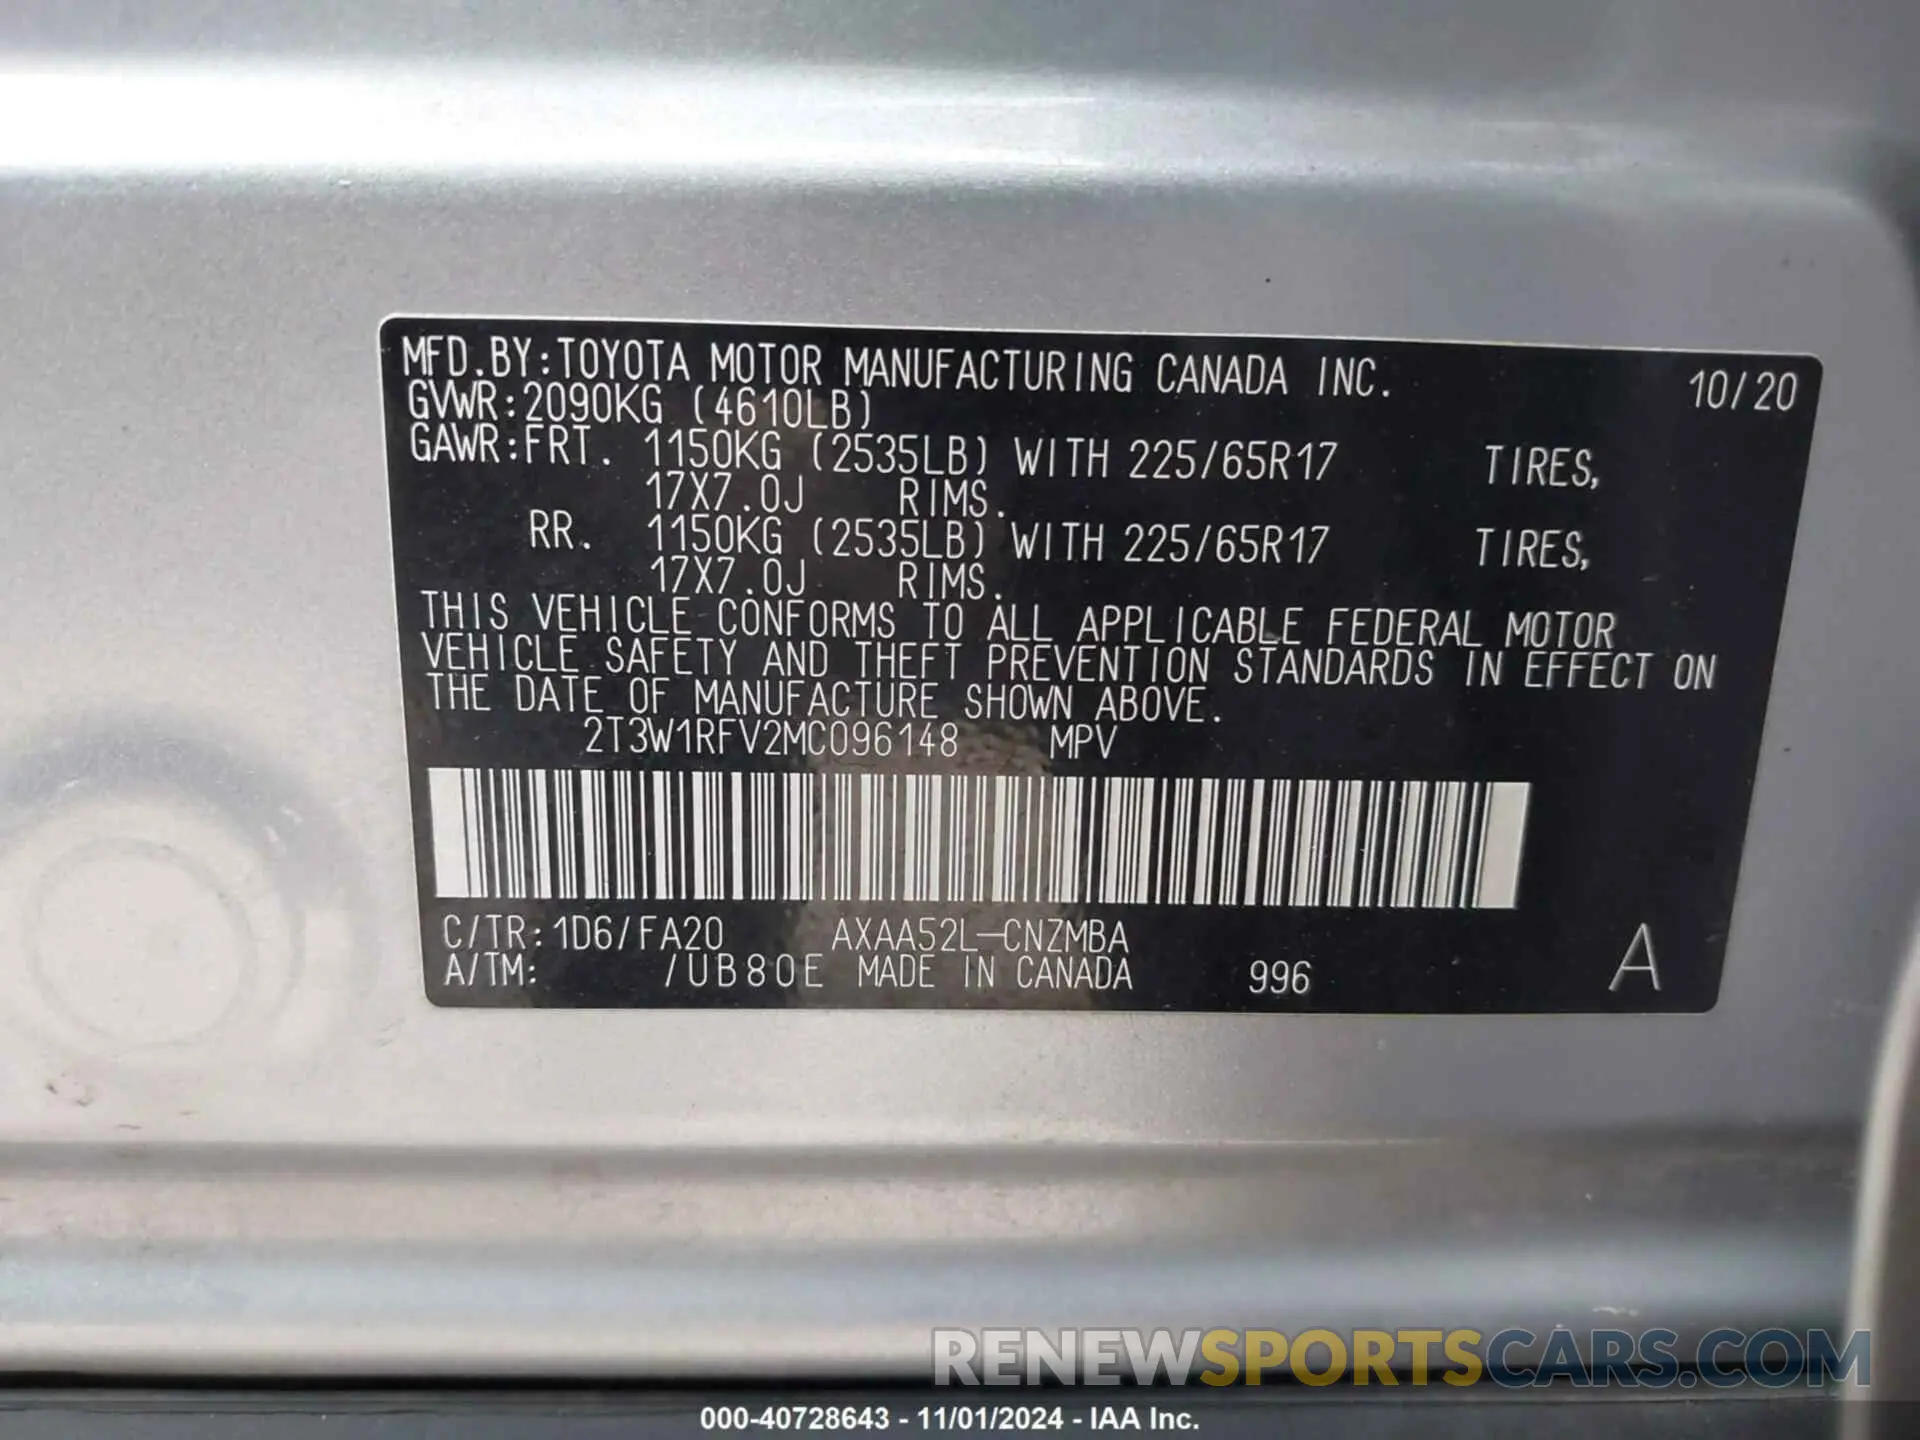 MFD.BY:TOYOTA MOTOR MANUFACTURING CANADA INC. 10/20
GVWR:2090KG (4610LB)
GAWR:FRT. 1150KG (2535LB) WITH 225/65R17 TIRES,
17X7.0J RIMS.
RR. 1150KG (2535LB) WITH 225/65R17 TIRES,
17X7.0J RIMS.
THIS VEHICLE CONFORMS TO ALL APPLICABLE FEDERAL MOTOR
VEHICLE SAFETY AND THEFT PREVENTION STANDARDS IN EFFECT ON
THE DATE OF MANUFACTURE SHOWN ABOVE.
2T3W1RFV2MC096148 MPV
C/TR:1D6/FA20 AXAA52L-CNZMBA
A/TM: /UB80E MADE IN CANADA 996 A
RENEWSPORTSCARS.COM
000-40728643 - 11/01/2024 - IAA Inc.